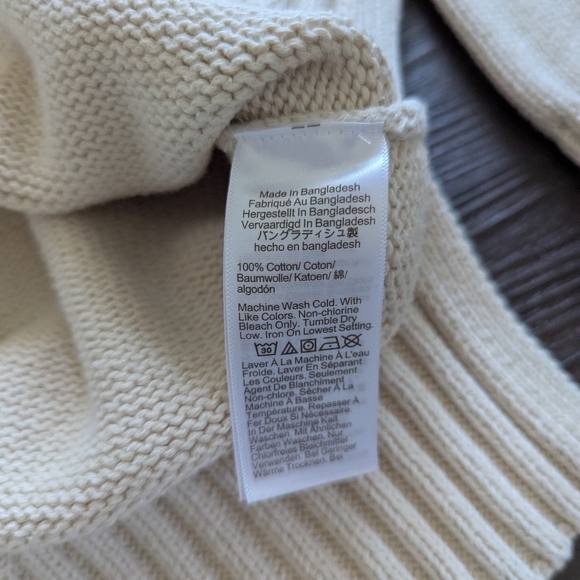 Made In Bangladesh
Fabriqué Au Bangladesh
Hergestellt In Bangladesch
Vervaardigd In Bangladesh
バングラディシュ製
hecho en bangladesh
100% Cotton/ Coton/
Baumwolle/ Katoen/ 綿/
algodón
Machine Wash Cold. With
Like Colors. Non-chlorine
Bleach Only. Tumble Dry
Low. Iron On Lowest Setting.
30
Laver À La Machine À L'eau
Froide. Laver En Séparant
Les Couleurs. Seulement
Agent De Blanchiment
Non-chlore. Sécher À La
Machine À Basse
Température. Repasser À
Fer Doux Si Nécessaire.
In Der Maschine Kalt
Waschen. Mit Ähnlichen
Farben Waschen. Nur
Chlorfreies Bleichmittel
Verwenden. Bei Geringer
Wärme Trocknen. Bei